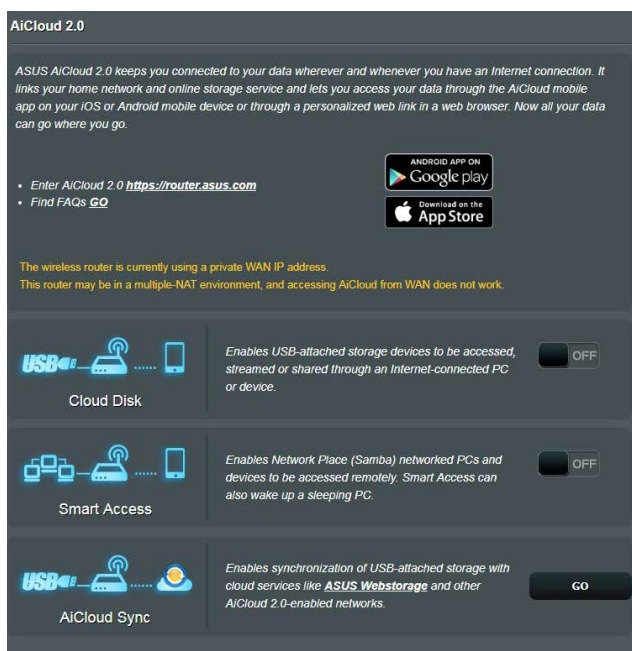 AiCloud 2.0
ASUS AiCloud 2.0 keeps you connected to your data wherever and whenever you have an Internet connection. It
links your home network and online storage service and lets you access your data through the AiCloud mobile
app on your iOS or Android mobile device or through a personalized web link in a web browser. Now all your data
can go where you go.
ANDROID APP ON
Google play
• Enter AiCloud 2.0 https://router.asus.com
• Find FAQs GO
Download on the
App Store
The wireless router is currently using a private WAN IP address.
This router may be in a multiple-NAT environment, and accessing AiCloud from WAN does not work.
USB
Cloud Disk
Enables USB-attached storage devices to be accessed,
streamed or shared through an Internet-connected PC
or device.
OFF
Smart Access
Enables Network Place (Samba) networked PCs and
devices to be accessed remotely. Smart Access can
also wake up a sleeping PC.
OFF
USB
AiCloud Sync
Enables synchronization of USB-attached storage with
cloud services like ASUS Webstorage and other
AiCloud 2.0-enabled networks.
GO